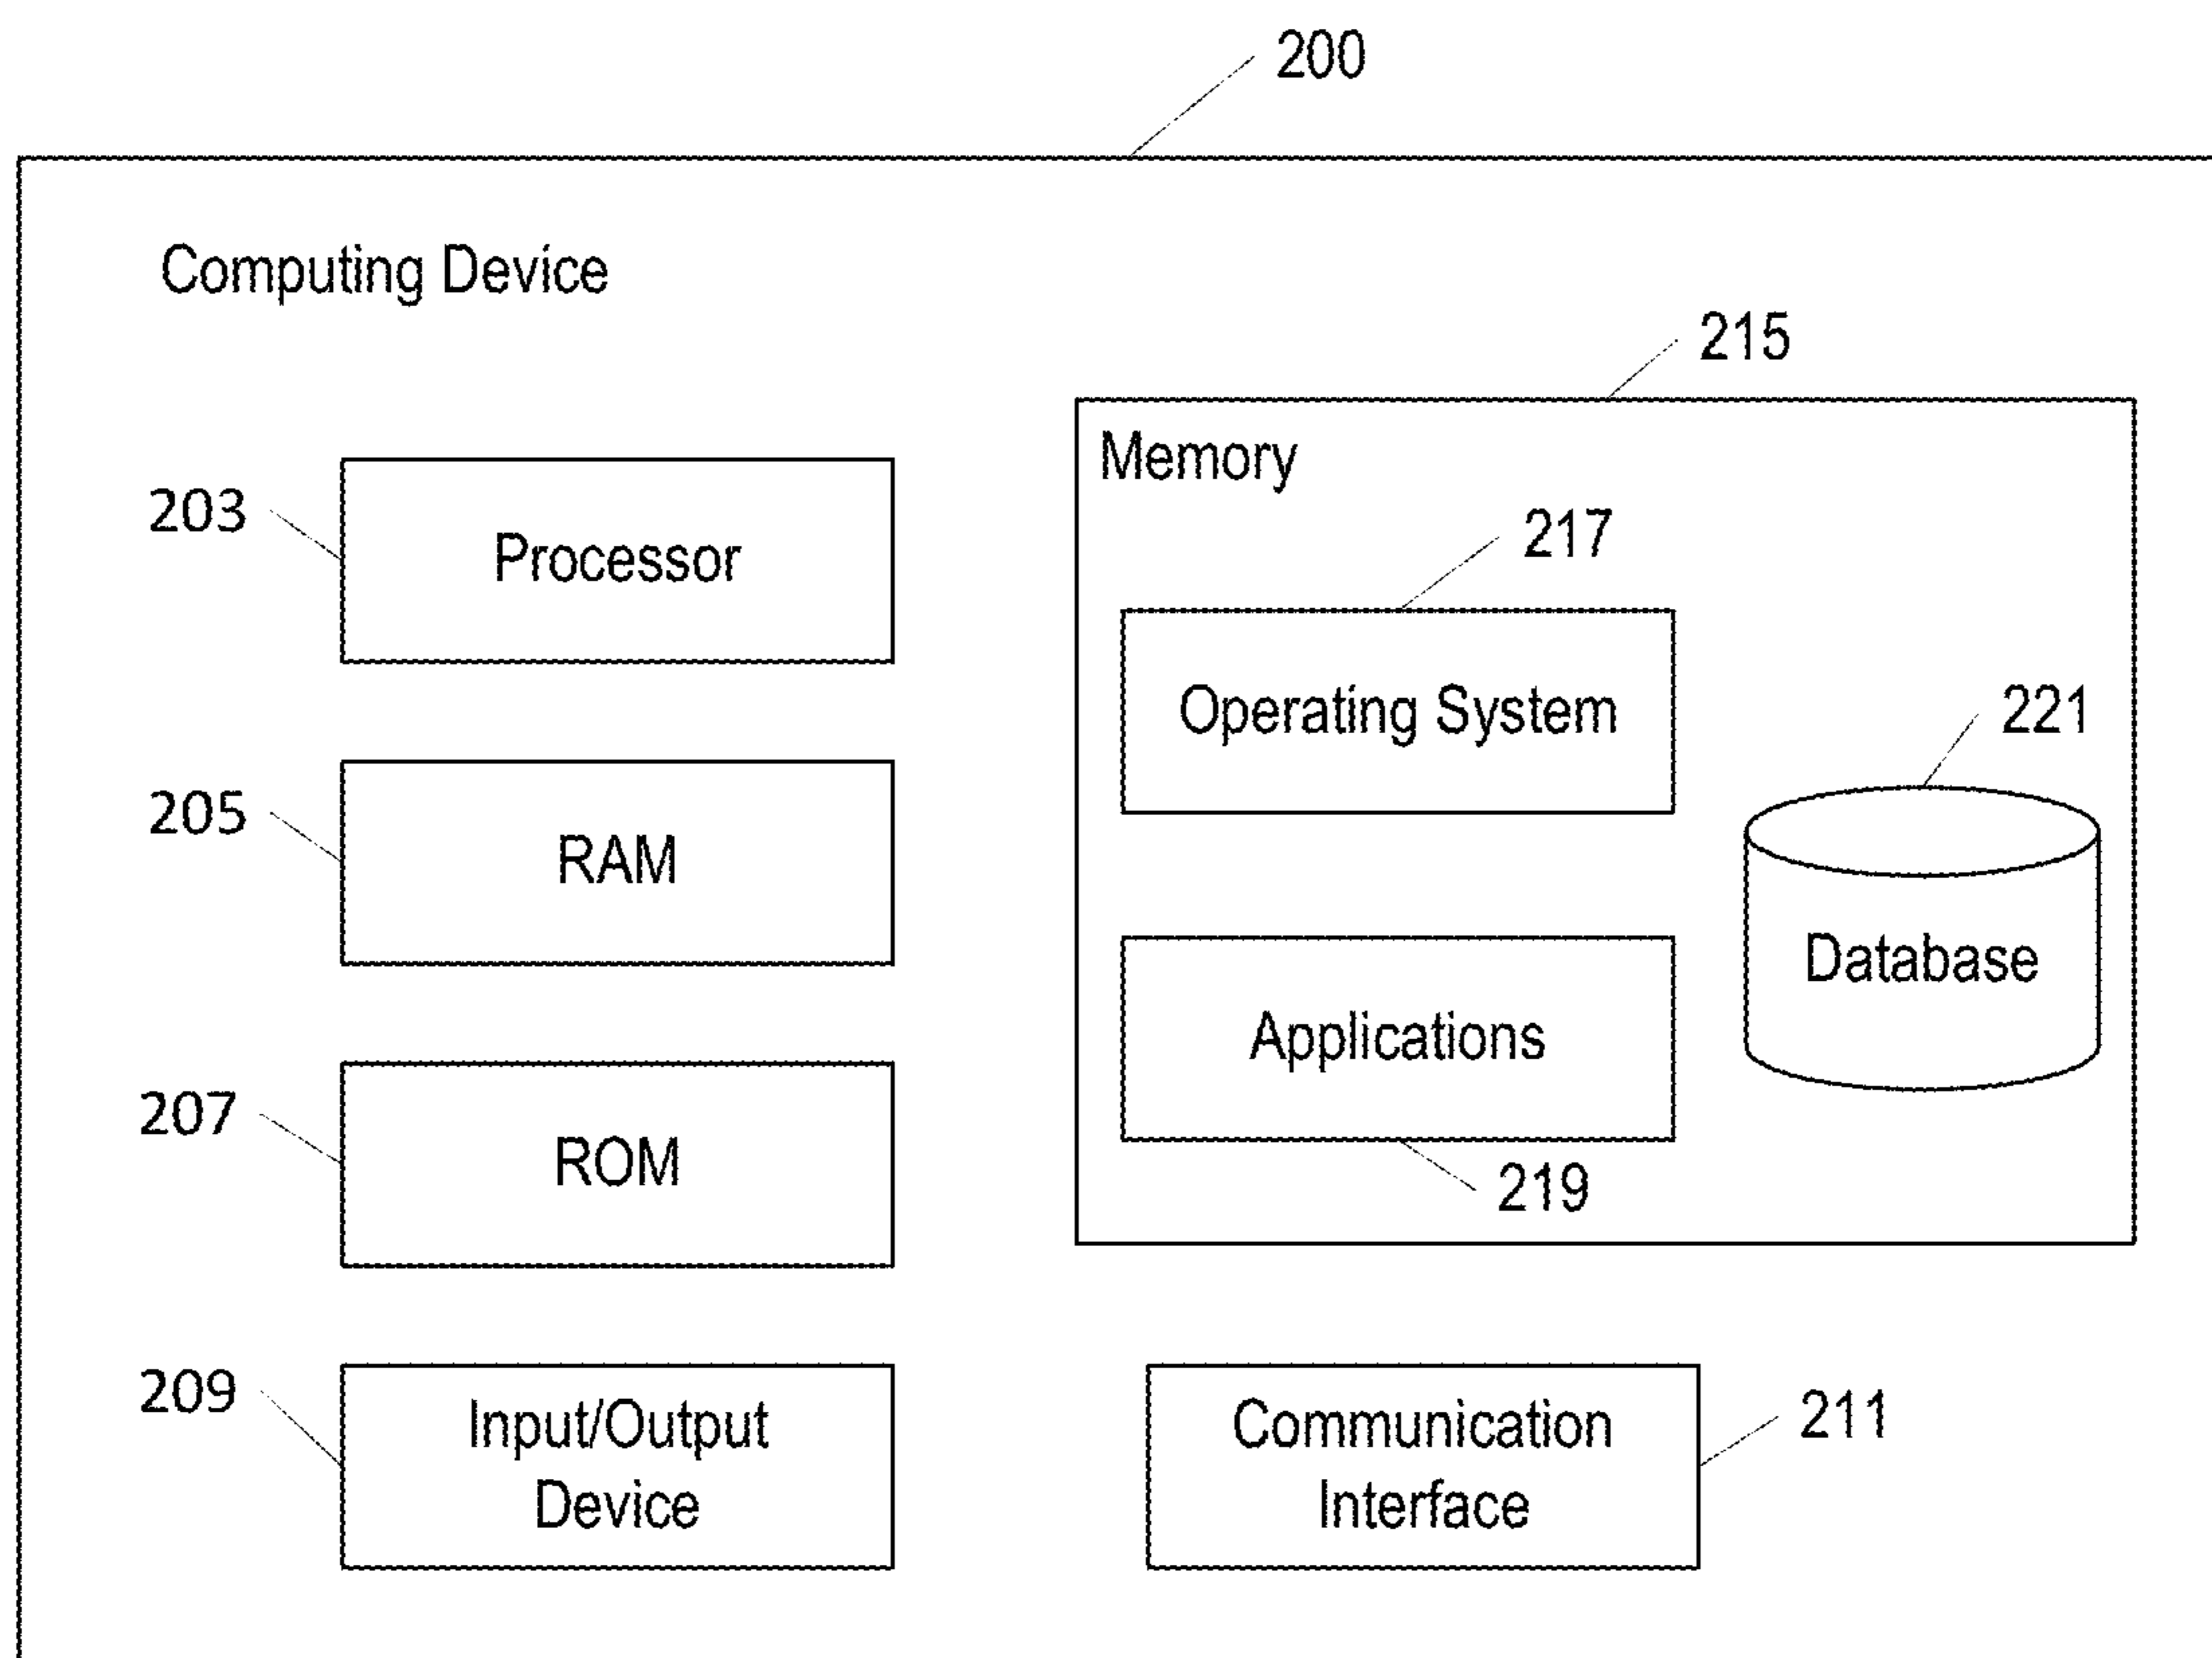 200
Computing Device
215
Memory
203
Processor
217
Operating System
221
205
RAM
Database
Applications
207
ROM
219
209
Input/Output
Device
Communication
Interface
211